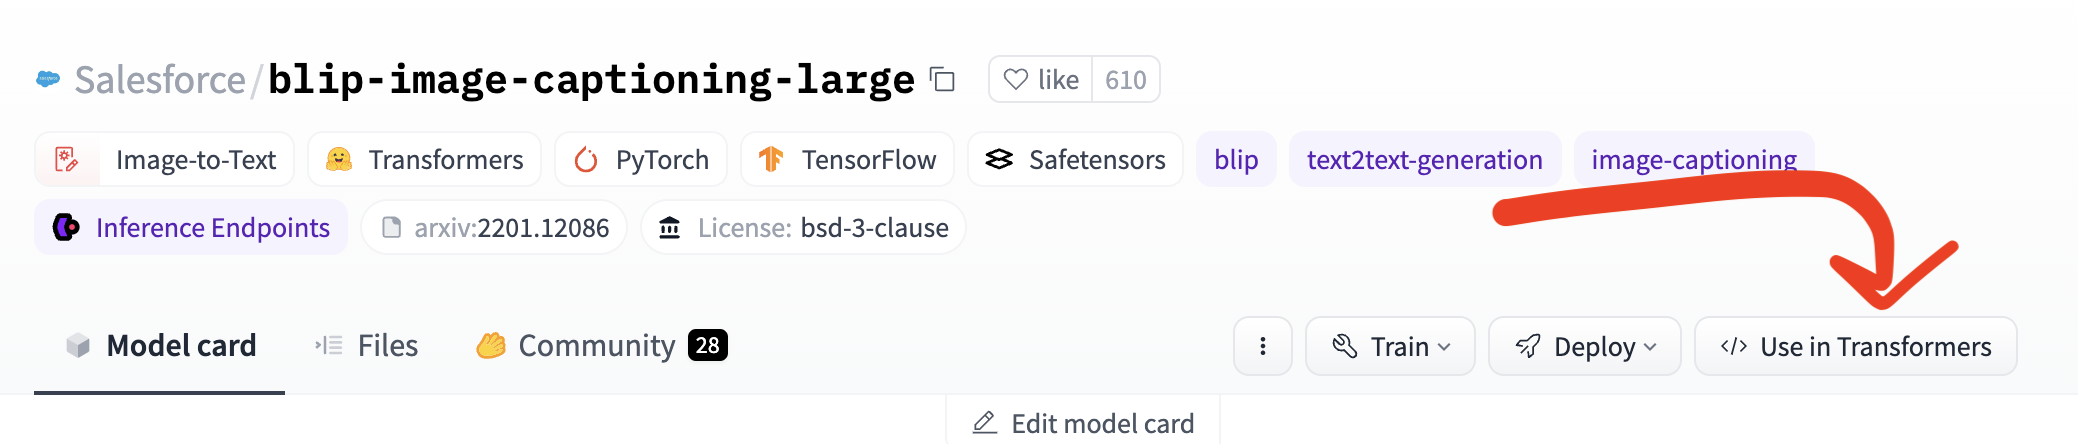 Salesforce/blip-image-captioning-large like 610
Image-to-Text Transformers PyTorch TensorFlow Safetensors blip text2text-generation image-captioning
Inference Endpoints arxiv:2201.12086 License: bsd-3-clause
Model card Files Community 28 Train Deploy </> Use in Transformers
Edit model card